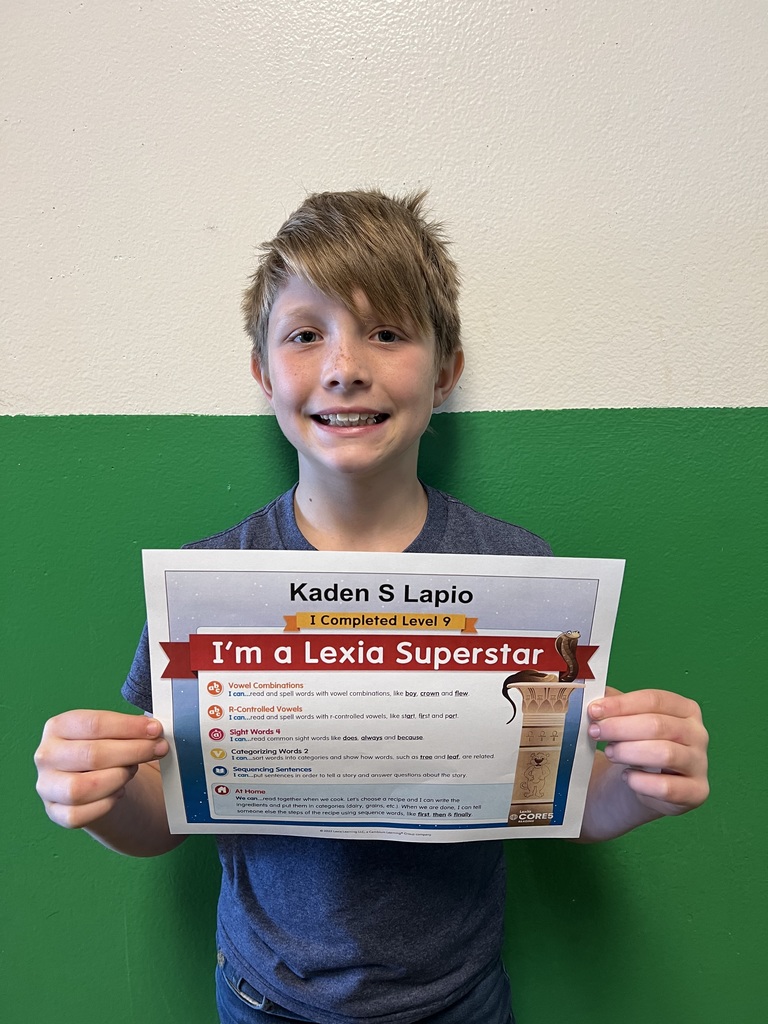 Kaden S Lapio
I Completed Level 9
I'm a Lexia Superstar
Vowel Combinations
I can...read and spell words with vowel combinations, like boy, crown and flew.
R-Controlled Vowels
I can...read and spell words with r-controlled vowels, like start, first and part.
Sight Words 4
I can...read common sight words like does, always and because.
Categorizing Words 2
I can...sort words into categories and show how words, such as tree and leaf, are related.
Sequencing Sentences
I can...put sentences in order to tell a story and answer questions about the story.
At Home
We can...read together when we cook. Let's choose a recipe and I can write the
ingredients and put them in categories (dairy, grains, etc.). When we are done, I can tell
someone else the steps of the recipe using sequence words, like first, then & finally.
Lexia
CORE5
READING